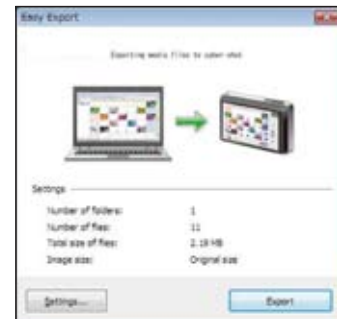 Easy Export
Exporting media files to cyber-shot
Settings
Number of folders: 1
Number of files: 11
Total size of files: 2.19 MB
Image size: Original size
Settings...
Export